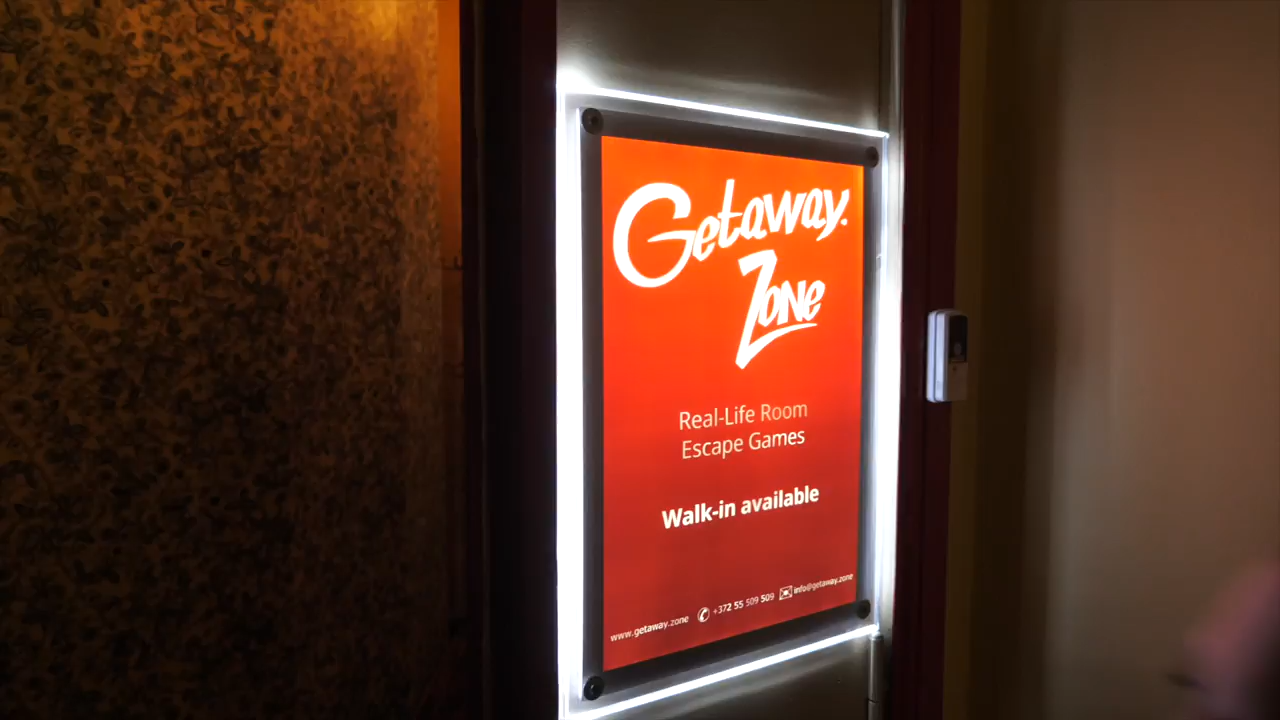 Getaway.
Zone
Real-Life Room
Escape Games
Walk-in available
www.getaway.zone +372 55 509 509 info@getaway.zone